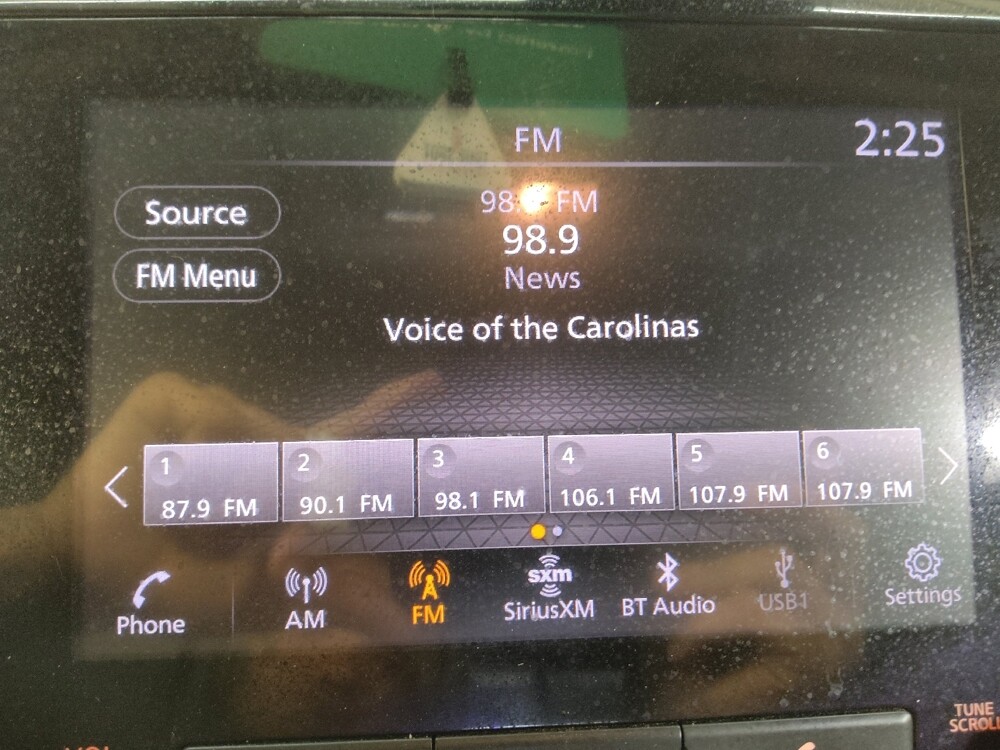 FM
2:25
Source
FM
98.9
FM Menu
News
Voice of the Carolinas
1
87.9 FM
2
90.1 FM
3
98.1 FM
4
106.1 FM
5
107.9 FM
6
107.9 FM
Phone
AM
FM
sxm
SiriusXM
BT Audio
USB1
Settings
TUNE
SCROLL
VOL